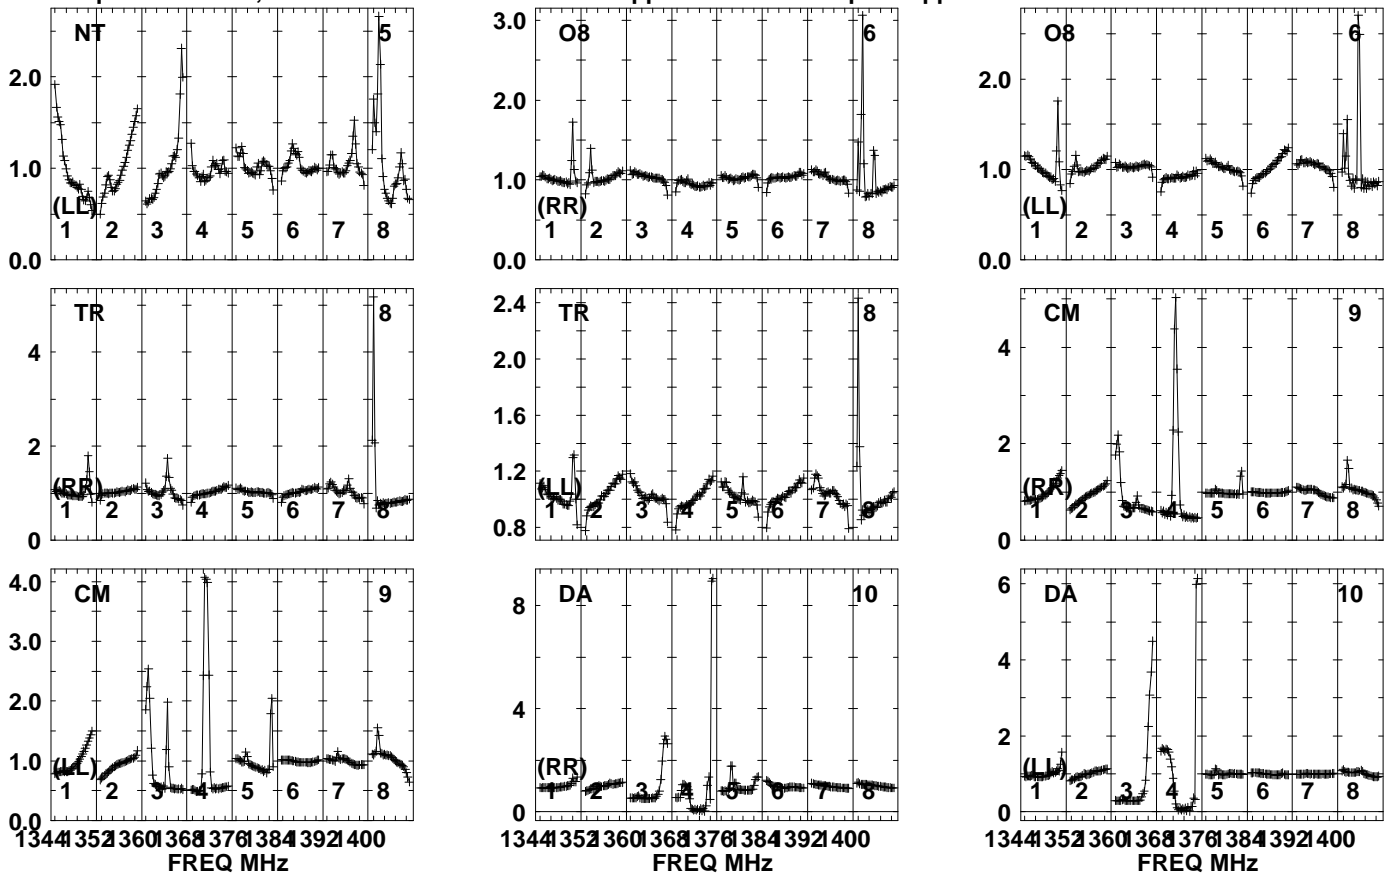 NT 5
2.0
1.0
0.0
(LL)
1 2 3 4 5 6 7 8
O8 6
3.0
2.0
1.0
0.0
(RR)
1 2 3 4 5 6 7 8
O8 6
2.0
1.0
0.0
(LL)
1 2 3 4 5 6 7 8
TR 8
4
2
0
(RR)
1 2 3 4 5 6 7 8
TR 8
2.4
2.0
1.6
1.2
0.8
(LL)
1 2 3 4 5 6 7 8
CM 9
4
2
0
(RR)
1 2 3 4 5 6 7 8
CM 9
4.0
3.0
2.0
1.0
0.0
(LL)
1 2 3 4 5 6 7 8
1344 1352 1360 1368 1376 1384 1392 1400
FREQ MHz
DA 10
8
4
0
(RR)
1 2 3 4 5 6 7 8
1344 1352 1360 1368 1376 1384 1392 1400
FREQ MHz
DA 10
6
4
2
0
(LL)
1 2 3 4 5 6 7 8
1344 1352 1360 1368 1376 1384 1392 1400
FREQ MHz